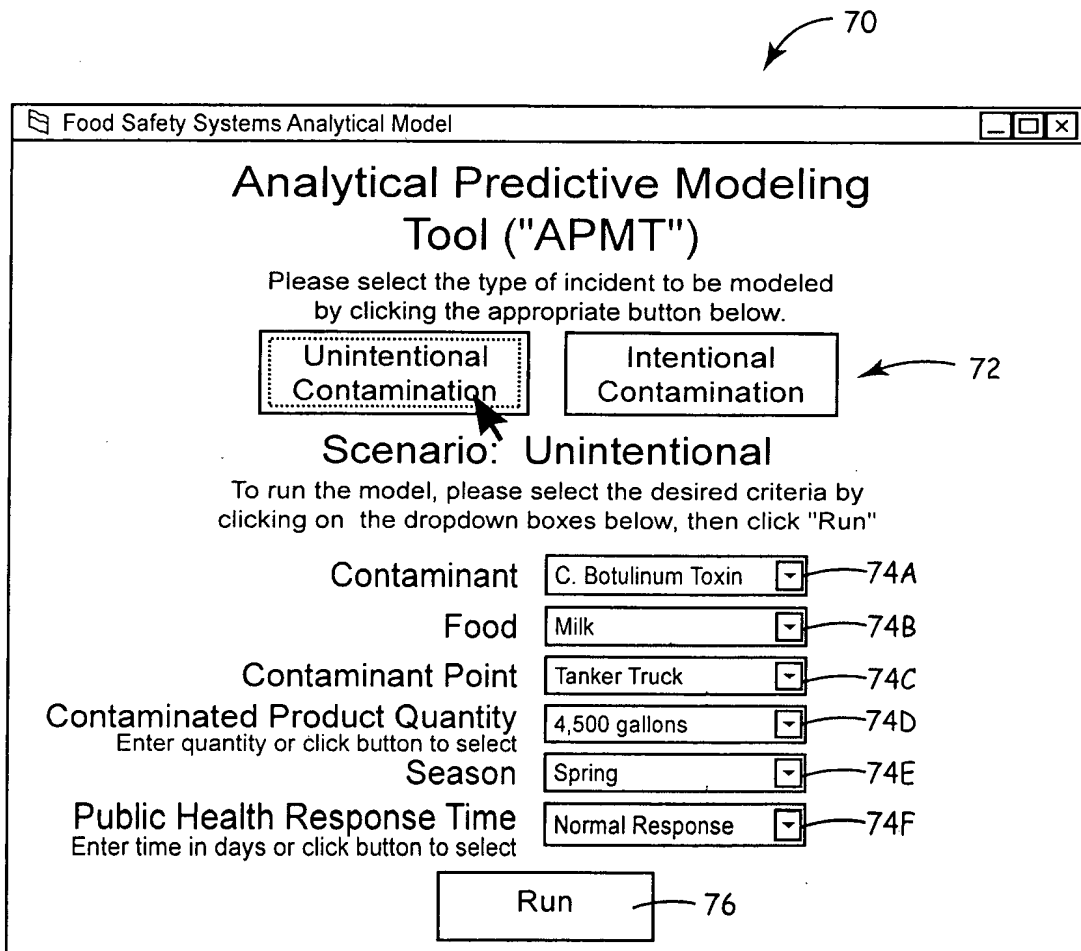 70
Food Safety Systems Analytical Model
Analytical Predictive Modeling
Tool ("APMT")
Please select the type of incident to be modeled
by clicking the appropriate button below.
Unintentional
Contamination
Intentional
Contamination
72
Scenario: Unintentional
To run the model, please select the desired criteria by
clicking on the dropdown boxes below, then click "Run"
Contaminant
C. Botulinum Toxin
74A
Food
Milk
74B
Contaminant Point
Tanker Truck
74C
Contaminated Product Quantity
Enter quantity or click button to select
4,500 gallons
74D
Season
Spring
74E
Public Health Response Time
Enter time in days or click button to select
Normal Response
74F
Run
76